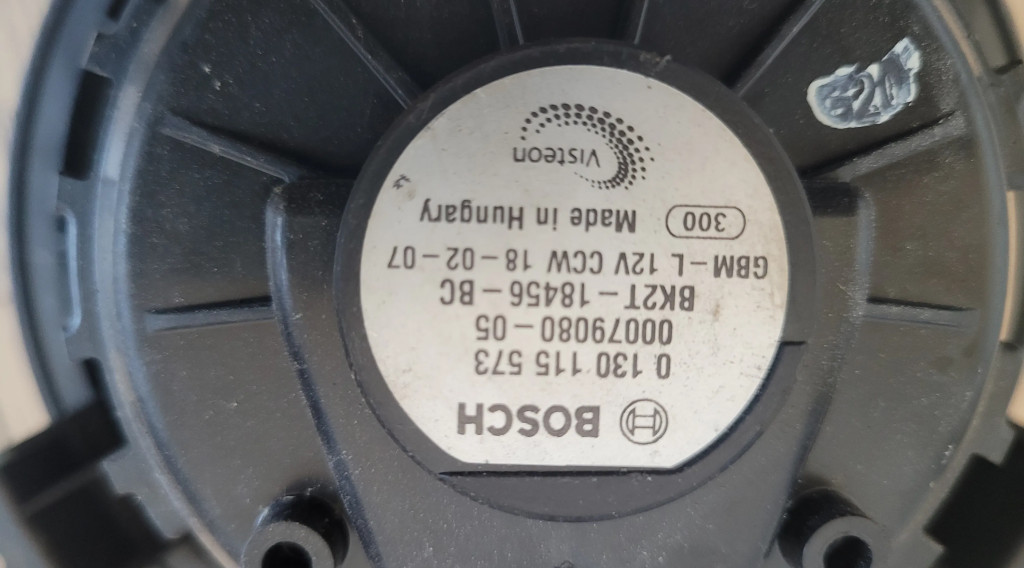 BOSCH
0 130 115 573
00079080-05
BK2T-18456-BC
GBM-L 12V CCW 18-02-07
300 Made in Hungary
Visteon